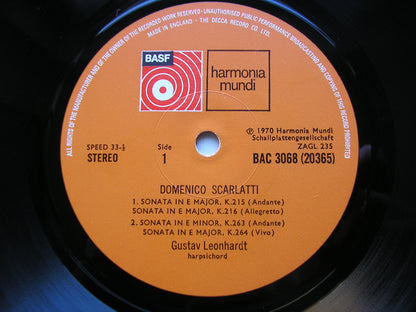 ALL RIGHTS OF THE MANUFACTURER AND OF THE OWNER OF THE RECORDED WORK RESERVED · UNAUTHORISED PUBLIC PERFORMANCE BROADCASTING AND COPYING OF THIS RECORD PROHIBITED
MADE IN ENGLAND · THE DECCA RECORD CO. LTD.
BASF
harmonia
mundi
℗ 1970 Harmonia Mundi
Schallplattengesellschaft
ZAGL 235
SPEED 33-⅓
STEREO
Side
1
BAC 3068 (20365)
DOMENICO SCARLATTI
1. SONATA IN E MAJOR, K.215 (Andante)
SONATA IN E MAJOR, K.216 (Allegretto)
2. SONATA IN E MINOR, K.263 (Andante)
SONATA IN E MAJOR, K.264 (Vivo)
Gustav Leonhardt
harpsichord